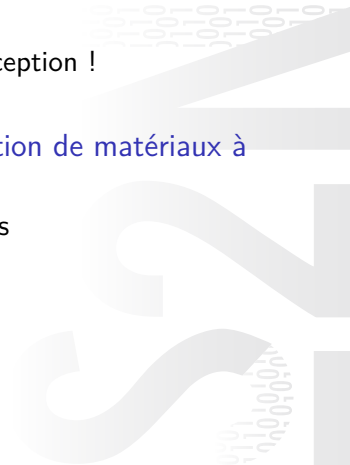 ception !
tion de matériaux à
s